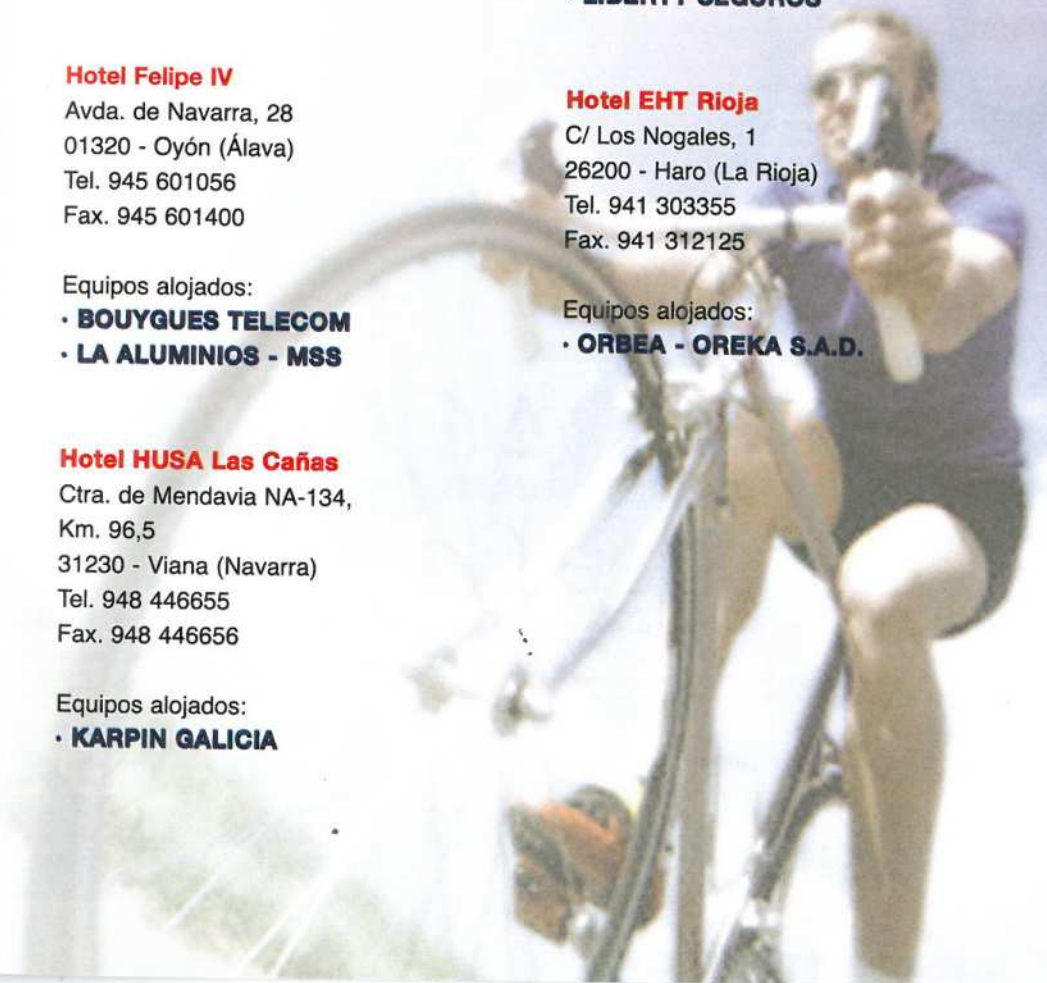 Hotel Felipe IV
Avda. de Navarra, 28
01320 - Oyón (Álava)
Tel. 945 601056
Fax. 945 601400
Equipos alojados:
· BOUYGUES TELECOM
· LA ALUMINIOS - MSS
Hotel HUSA Las Cañas
Ctra. de Mendavia NA-134,
Km. 96,5
31230 - Viana (Navarra)
Tel. 948 446655
Fax. 948 446656
Equipos alojados:
· KARPIN GALICIA
· LIBERTY SEGUROS
Hotel EHT Rioja
C/ Los Nogales, 1
26200 - Haro (La Rioja)
Tel. 941 303355
Fax. 941 312125
Equipos alojados:
· ORBEA - OREKA S.A.D.